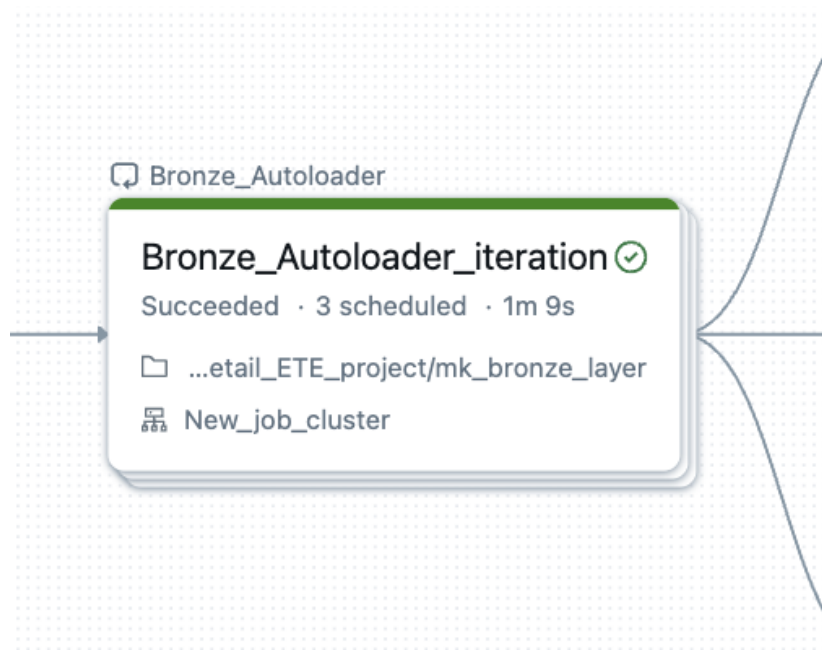 Bronze_Autoloader
Bronze_Autoloader_iteration
Succeeded · 3 scheduled · 1m 9s
...etail_ETE_project/mk_bronze_layer
New_job_cluster